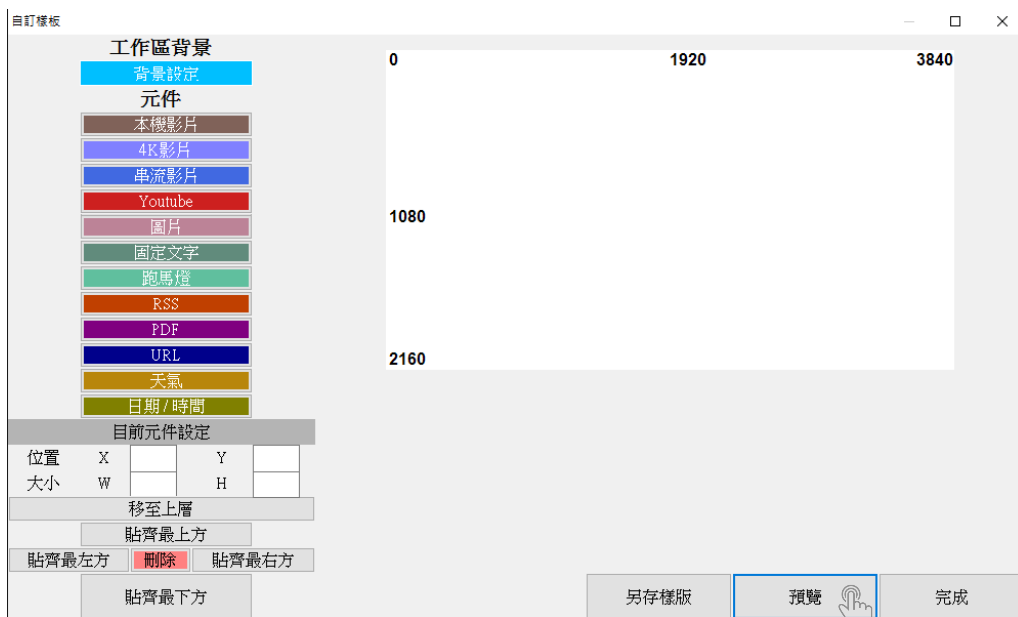 自訂樣板
工作區背景
背景設定
元件
本機影片
4K影片
串流影片
Youtube
圖片
固定文字
跑馬燈
RSS
PDF
URL
天氣
日期/時間
目前元件設定
位置 X Y
大小 W H
移至上層
貼齊最上方
貼齊最左方 刪除 貼齊最右方
貼齊最下方
0 1920 3840
1080
2160
另存樣版 預覽 完成